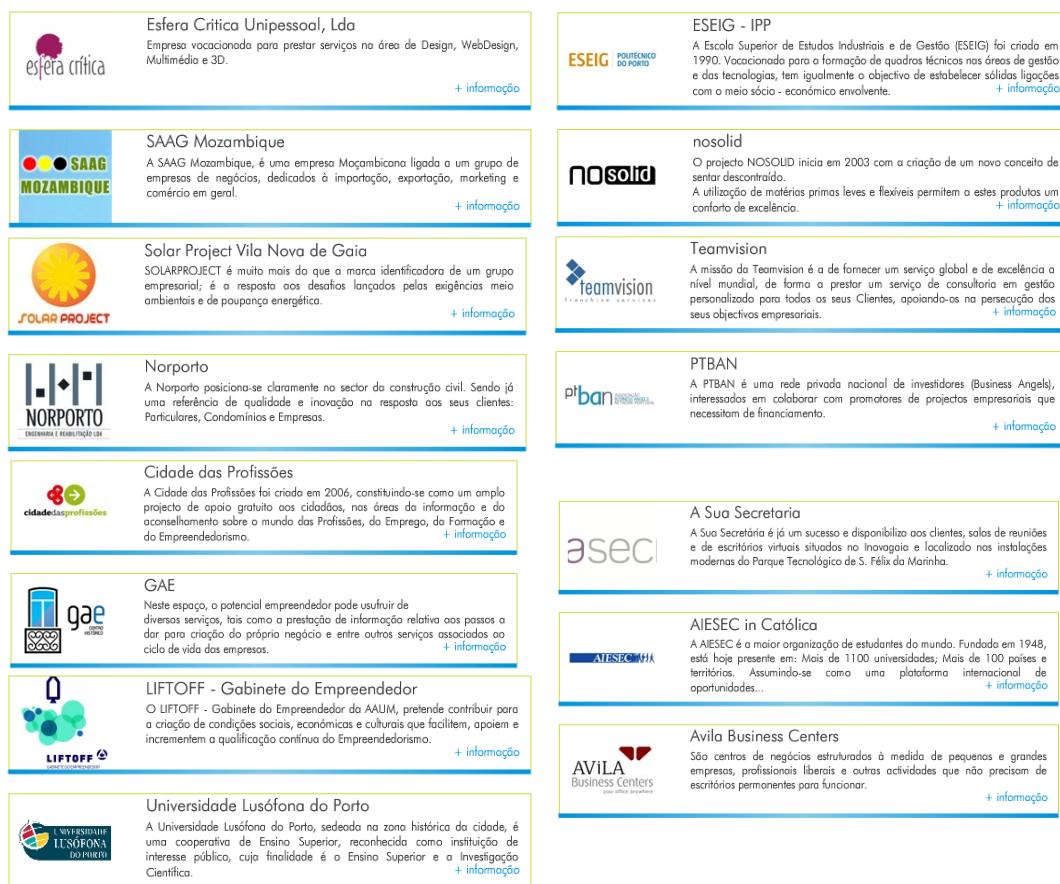 esfera crítica
Esfera Critica Unipessoal, Lda
Empresa vocacionada para prestar serviços na área de Design, WebDesign,
Multimédia e 3D.
+ informação
SAAG
MOZAMBIQUE
SAAG Mozambique
A SAAG Mozambique, é uma empresa Moçambicana ligada a um grupo de
empresas de negócios, dedicados à importação, exportação, marketing e
comércio em geral.
+ informação
SOLAR PROJECT
Solar Project Vila Nova de Gaia
SOLARPROJECT é muito mais do que a marca identificadora de um grupo
empresarial; é a resposta aos desafios lançados pelas exigências meio
ambientais e de poupança energética.
+ informação
NORPORTO
ENGENHARIA E REABILITAÇÃO LDA
Norporto
A Norporto posiciona-se claramente no sector da construção civil. Sendo já
uma referência de qualidade e inovação na resposta aos seus clientes:
Particulares, Condomínios e Empresas.
+ informação
cidadedasprofissões
Cidade das Profissões
A Cidade das Profissões foi criada em 2006, constituindo-se como um amplo
projecto de apoio gratuito aos cidadãos, nas áreas da informação e do
aconselhamento sobre o mundo das Profissões, do Emprego, da Formação e
do Empreendedorismo.
+ informação
gae
CENTRO
HISTÓRICO
GAE
Neste espaço, o potencial empreendedor pode usufruir de
diversos serviços, tais como a prestação de informação relativa aos passos a
dar para criação do próprio negócio e entre outros serviços associados ao
ciclo de vida das empresas.
+ informação
LIFTOFF
GABINETE DO EMPREENDEDOR
LIFTOFF - Gabinete do Empreendedor
O LIFTOFF - Gabinete do Empreendedor da AAUM, pretende contribuir para
a criação de condições sociais, económicas e culturais que facilitem, apoiem e
incrementem a qualificação contínua do Empreendedorismo.
+ informação
UNIVERSIDADE
LUSÓFONA
DO PORTO
Universidade Lusófona do Porto
A Universidade Lusófona do Porto, sedeada na zona histórica da cidade, é
uma cooperativa de Ensino Superior, reconhecida como instituição de
interesse público, cuja finalidade é o Ensino Superior e a Investigação
Científica.
+ informação
ESEIG
POLITÉCNICO
DO PORTO
ESEIG - IPP
A Escola Superior de Estudos Industriais e de Gestão (ESEIG) foi criada em
1990. Vocacionada para a formação de quadros técnicos nas áreas de gestão
e das tecnologias, tem igualmente o objectivo de estabelecer sólidas ligações
com o meio sócio - económico envolvente.
+ informação
nosolid
nosolid
O projecto NOSOLID inicia em 2003 com a criação de um novo conceito de
sentar descontraído.
A utilização de matérias primas leves e flexíveis permitem a estes produtos um
conforto de excelência.
+ informação
teamvision
franchise services
Teamvision
A missão da Teamvision é a de fornecer um serviço global e de excelência a
nível mundial, de forma a prestar um serviço de consultoria em gestão
personalizado para todos os seus Clientes, apoiando-os na persecução dos
seus objectivos empresariais.
+ informação
ptban
PTBAN
A PTBAN é uma rede privada nacional de investidores (Business Angels),
interessados em colaborar com promotores de projectos empresariais que
necessitam de financiamento.
+ informação
asec
A Sua Secretaria
A Sua Secretária é já um sucesso e disponibiliza aos clientes, salas de reuniões
e de escritórios virtuais situados no Inovagaia e localizado nas instalações
modernas do Parque Tecnológico de S. Félix da Marinha.
+ informação
AIESEC
AIESEC in Católica
A AIESEC é a maior organização de estudantes do mundo. Fundada em 1948,
está hoje presente em: Mais de 1100 universidades; Mais de 100 países e
territórios. Assumindo-se como uma plataforma internacional de
oportunidades...
+ informação
AViLA
Business Centers
your office anywhere
Avila Business Centers
São centros de negócios estruturados à medida de pequenas e grandes
empresas, profissionais liberais e outras actividades que não precisam de
escritórios permanentes para funcionar.
+ informação